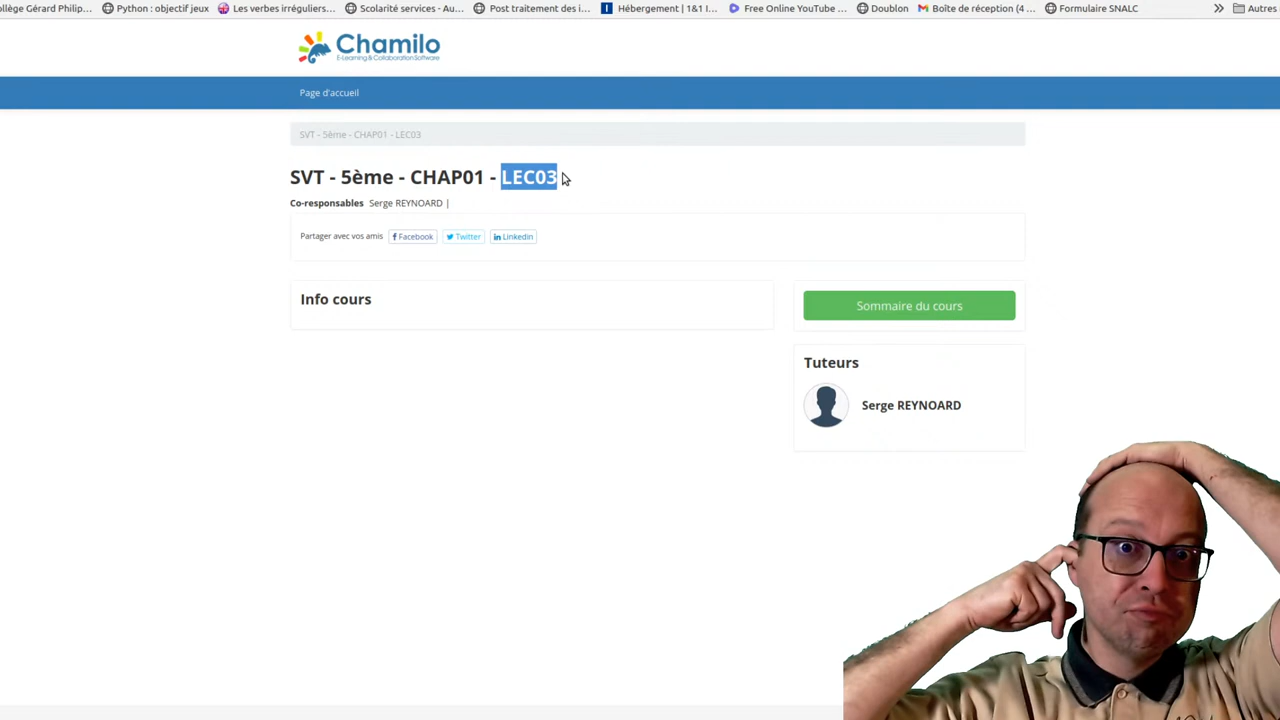 ollège Gérard Philip... Python : objectif jeux Les verbes irréguliers... Scolarité services - Au... Post traitement des i... Hébergement | 1&1 I... Free Online YouTube ... Doublon Boîte de réception (4 ... Formulaire SNALC Autres
Chamilo
E-Learning & Collaboration Software
Page d'accueil
SVT - 5ème - CHAP01 - LEC03
SVT - 5ème - CHAP01 - LEC03
Co-responsables Serge REYNOARD |
Partager avec vos amis Facebook Twitter Linkedin
Info cours
Sommaire du cours
Tuteurs
Serge REYNOARD